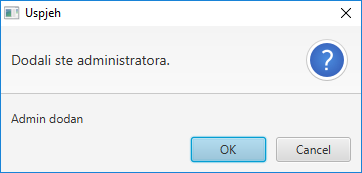 Uspjeh
Dodali ste administratora.
?
Admin dodan
OK
Cancel